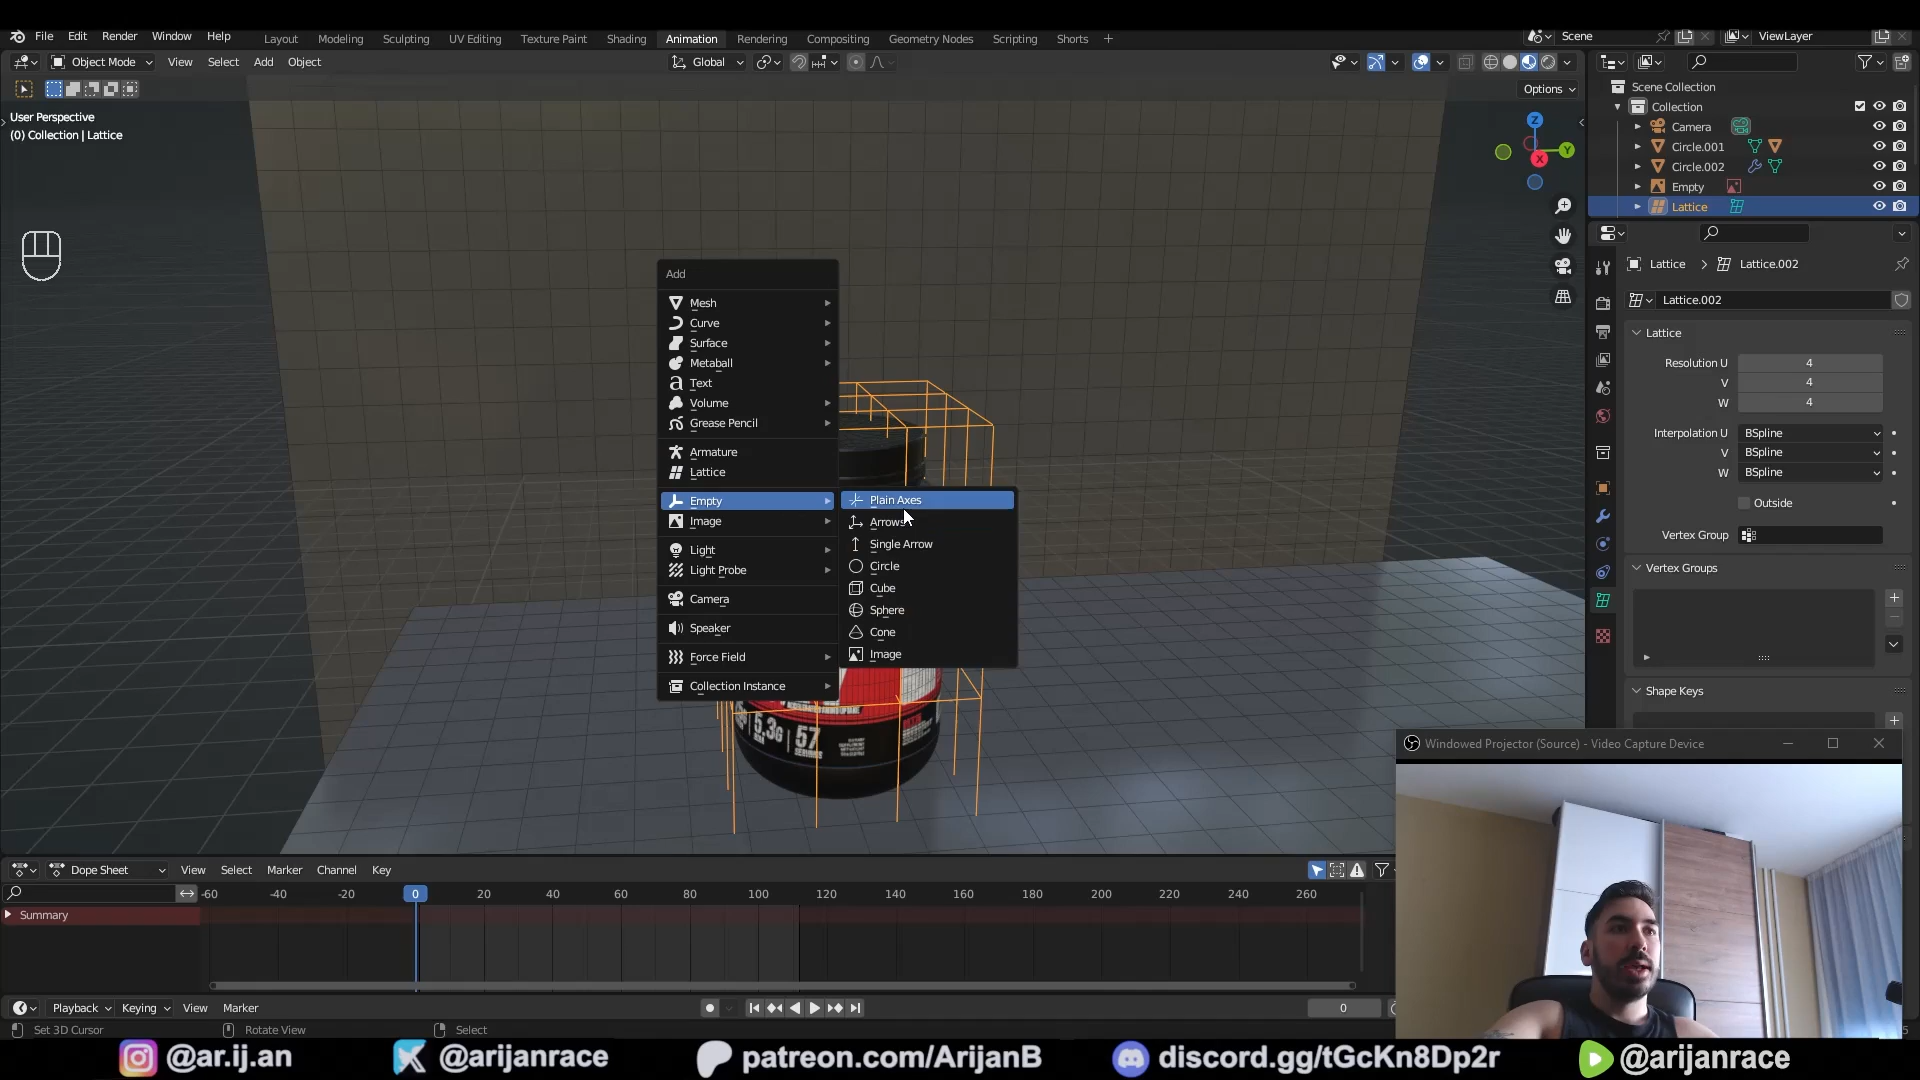 File Edit Render Window Help
Layout Modeling Sculpting UV Editing Texture Paint Shading Animation Rendering Compositing Geometry Nodes Scripting Shorts +
Scene
ViewLayer
Object Mode View Select Add Object
Global
Options
User Perspective
(0) Collection | Lattice
Z
Y
X
Scene Collection
Collection
Camera
Circle.001
Circle.002
Empty
Lattice
Lattice > Lattice.002
Lattice.002
Lattice
Resolution U 4
V 4
W 4
Interpolation U BSpline
V BSpline
W BSpline
Outside
Vertex Group
Vertex Groups
Shape Keys
Add
Mesh
Curve
Surface
Metaball
Text
Volume
Grease Pencil
Armature
Lattice
Empty
Image
Light
Light Probe
Camera
Speaker
Force Field
Collection Instance
Plain Axes
Arrows
Single Arrow
Circle
Cube
Sphere
Cone
Image
5.3g
57
Windowed Projector (Source) - Video Capture Device
Dope Sheet View Select Marker Channel Key
-60 -40 -20 0 20 40 60 80 100 120 140 160 180 200 220 240 260
Summary
Playback Keying View Marker
0
Set 3D Cursor Rotate View Select
@ar.ij.an @arijanrace patreon.com/ArijanB discord.gg/tGcKn8Dp2r @arijanrace